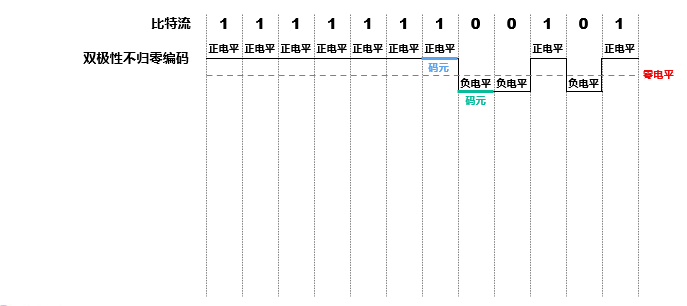 比特流 1 1 1 1 1 1 1 0 0 1 0 1
正电平 正电平 正电平 正电平 正电平 正电平 正电平 正电平 正电平
双极性不归零编码
码元
零电平
负电平 负电平 负电平
码元